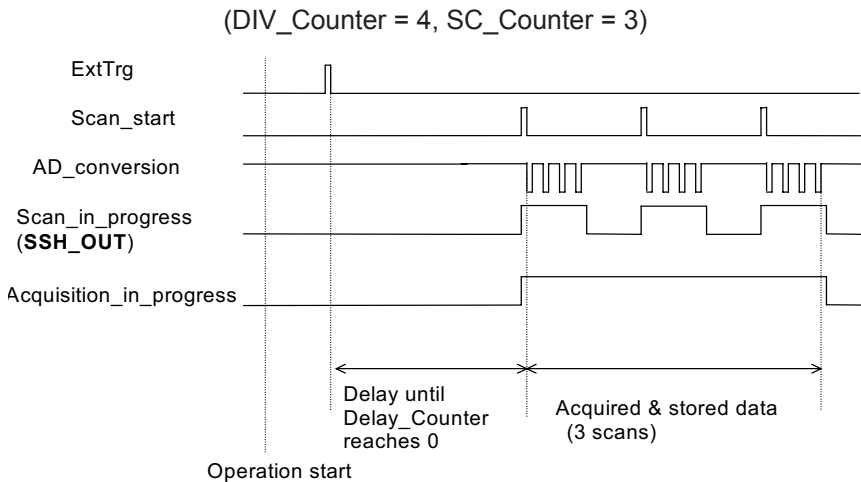 (DIV_Counter = 4, SC_Counter = 3)
ExtTrg
Scan_start
AD_conversion
Scan_in_progress
(SSH_OUT)
Acquisition_in_progress
Delay until
Delay_Counter
reaches 0
Acquired & stored data
(3 scans)
Operation start